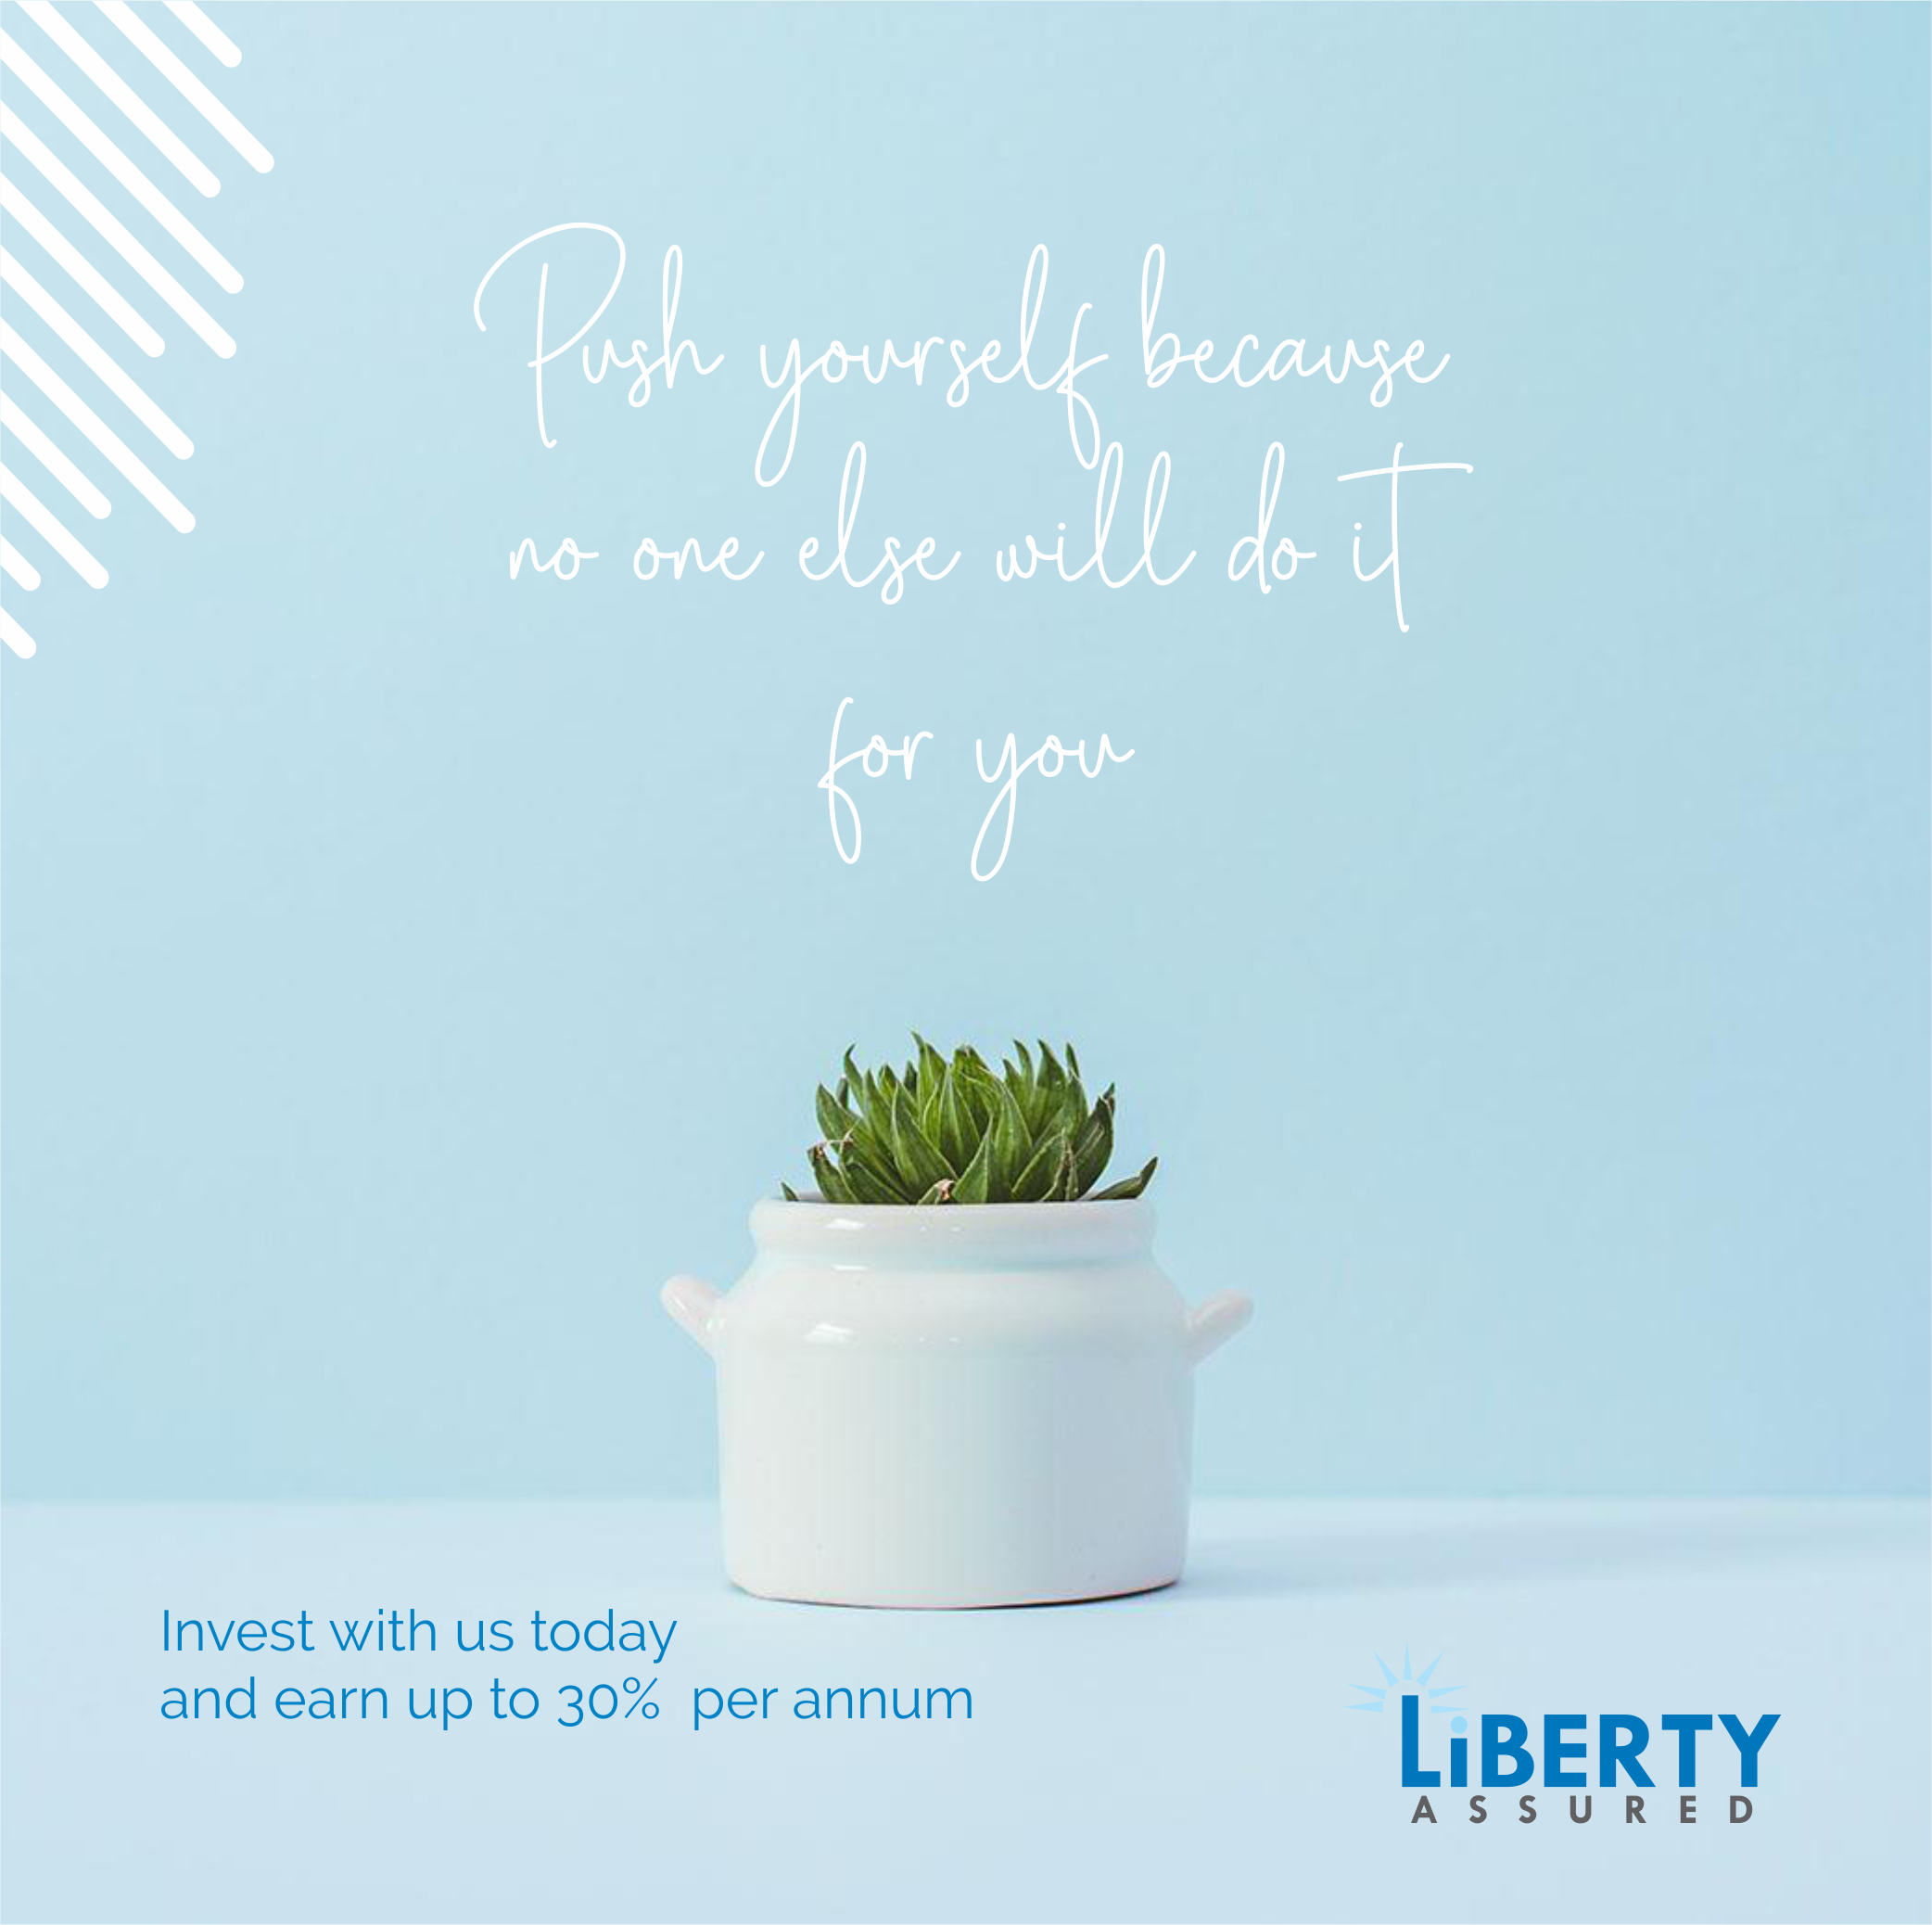 Push yourself because
no one else will do it
for you
Invest with us today
and earn up to 30% per annum
LiBERTY
ASSURED